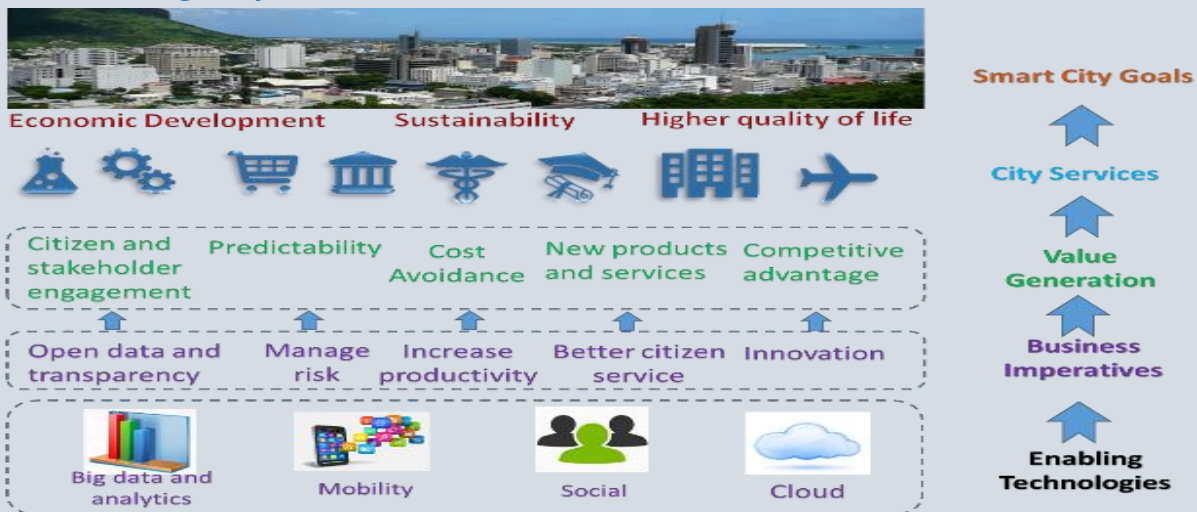 Economic Development Sustainability Higher quality of life
Smart City Goals
City Services
Citizen and
stakeholder
engagement
Predictability
Cost
Avoidance
New products
and services
Competitive
advantage
Value
Generation
Open data and
transparency
Manage
risk
Increase
productivity
Better citizen
service
Innovation
Business
Imperatives
Big data and
analytics
Mobility
Social
Cloud
Enabling
Technologies